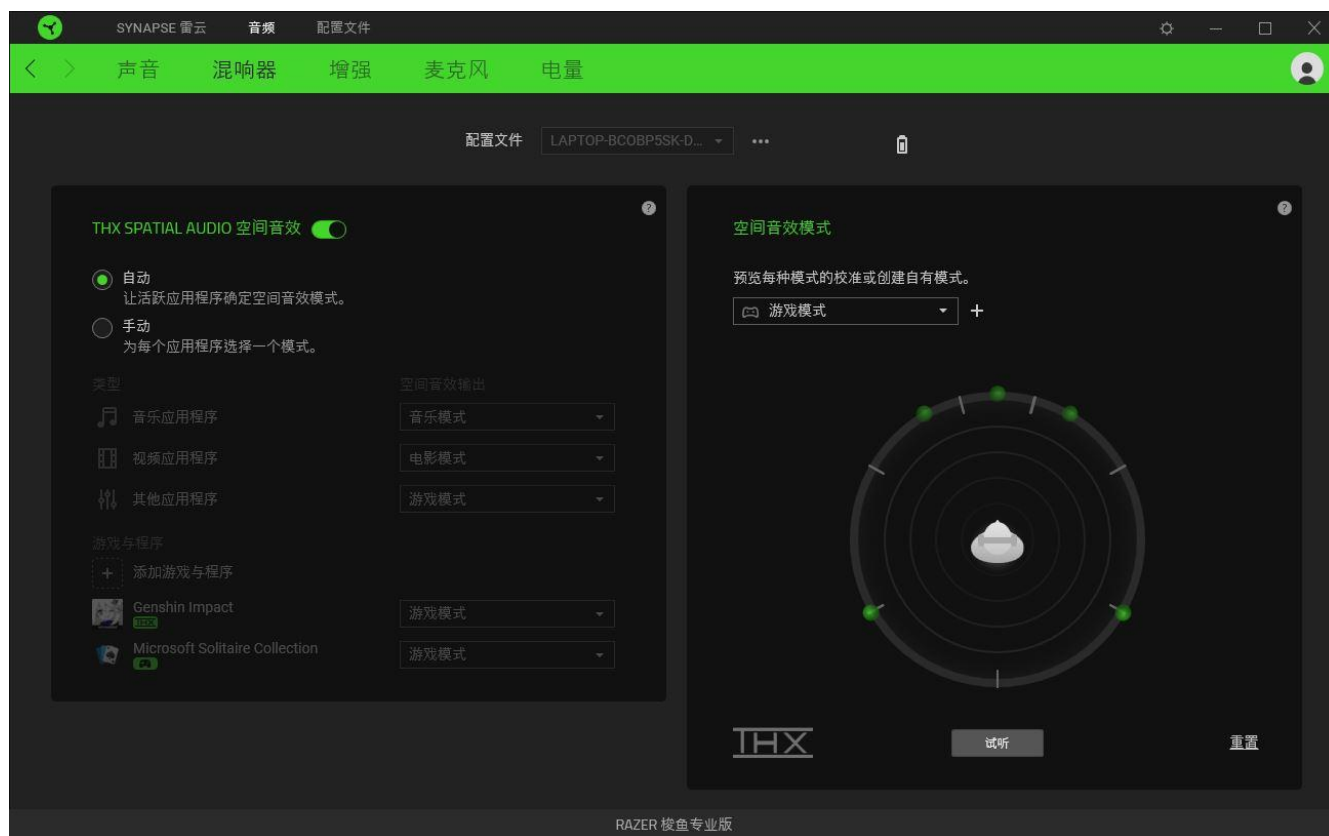 SYNAPSE 雷云 音频 配置文件
声音 混响器 增强 麦克风 电量
配置文件 LAPTOP-BCOBP5SK-D...
THX SPATIAL AUDIO 空间音效
自动
让活跃应用程序确定空间音效模式。
手动
为每个应用程序选择一个模式。
类型 空间音效输出
音乐应用程序 音乐模式
视频应用程序 电影模式
其他应用程序 游戏模式
游戏与程序
添加游戏与程序
Genshin Impact 游戏模式
THX
Microsoft Solitaire Collection 游戏模式
空间音效模式
预览每种模式的校准或创建自有模式。
游戏模式
THX 试听 重置
RAZER 梭鱼专业版